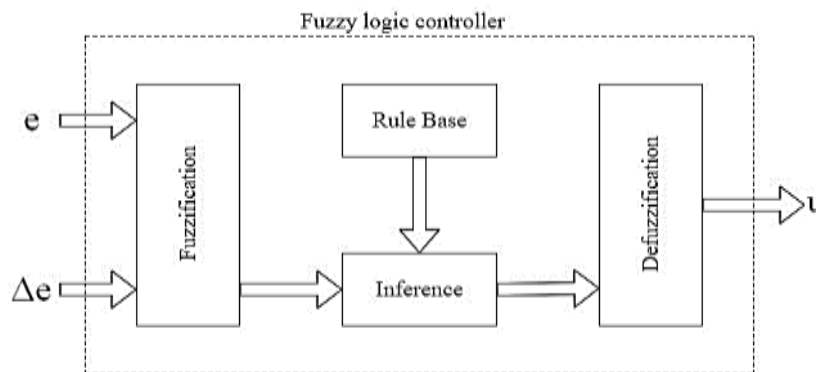 Fuzzy logic controller
e
Rule Base
Fuzzification
Defuzzification
Δe
Inference